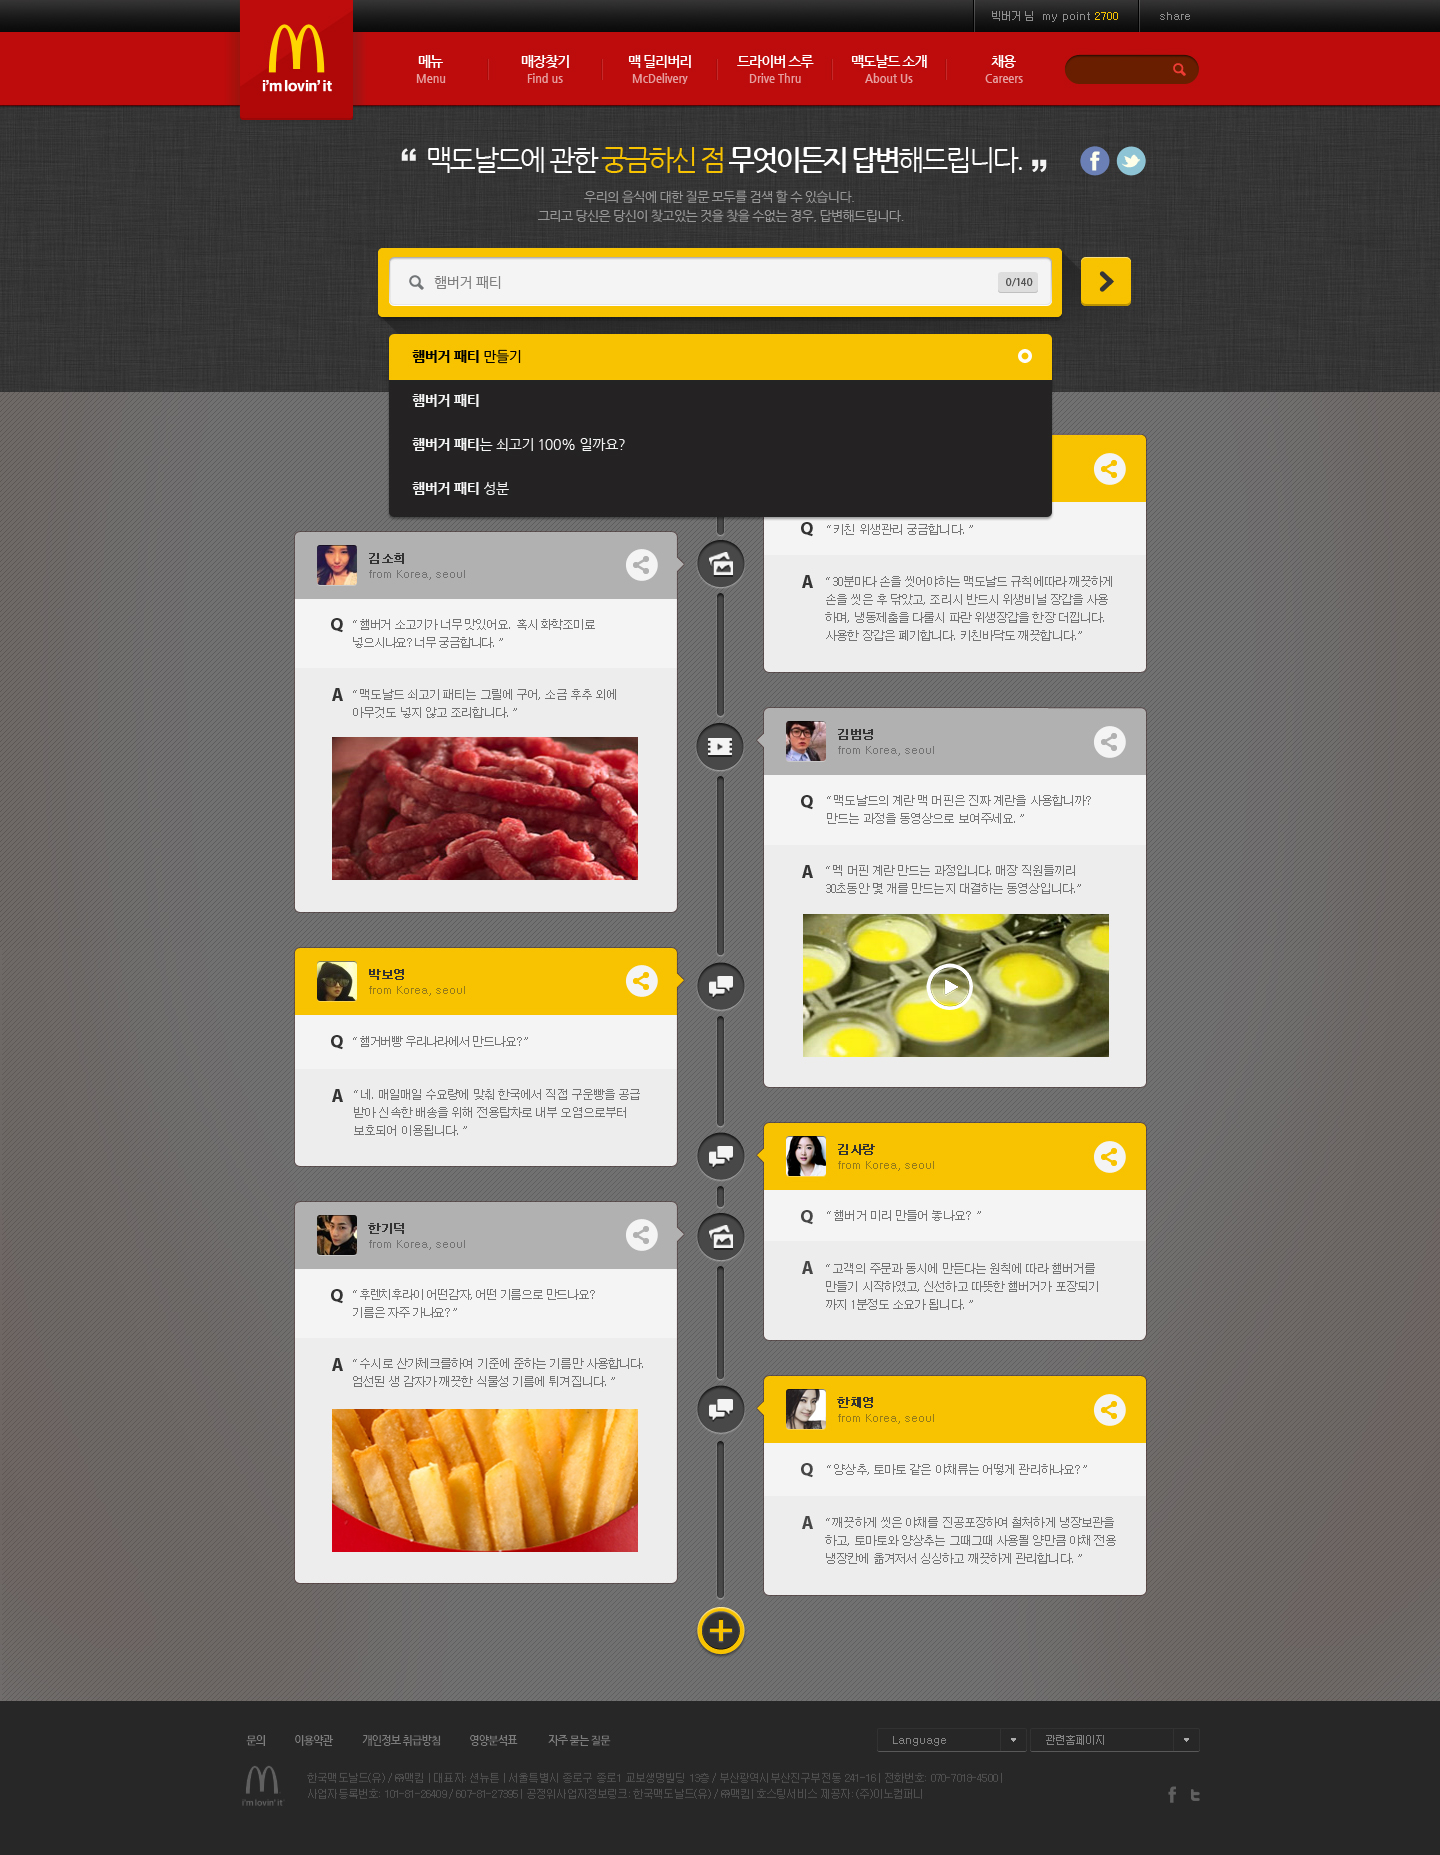 빅버거 님 my point 2700
share
i'm lovin' it
메뉴
Menu
매장찾기
Find us
맥 딜리버리
McDelivery
드라이버 스루
Drive Thru
맥도날드 소개
About Us
채용
Careers
“ 맥도날드에 관한 궁금하신 점 무엇이든지 답변해드립니다. ”
우리의 음식에 대한 질문 모두를 검색 할 수 있습니다.
그리고 당신은 당신이 찾고있는 것을 찾을 수없는 경우, 답변해드립니다.
햄버거 패티
0/140
햄버거 패티 만들기
햄버거 패티
햄버거 패티는 쇠고기 100% 일까요?
햄버거 패티 성분
Q “ 키친 위생관리 궁금합니다. ”
A “ 30분마다 손을 씻어야하는 맥도날드 규칙에따라 깨끗하게
손을 씻은 후 닦았고, 조리시 반드시 위생비닐 장갑을 사용
하며, 냉동제춤을 다룰시 파란 위생장갑을 한장 더낍니다.
사용한 장갑은 폐기합니다. 키친바닥도 깨끗합니다.”
김소희
from Korea, seoul
Q “ 햄버거 소고기가 너무 맛있어요. 혹시 화학조미료
넣으시나요? 너무 궁금합니다. ”
A “ 맥도날드 쇠고기 패티는 그릴에 구어, 소금 후추 외에
아무것도 넣지 않고 조리합니다. ”
김범녕
from Korea, seoul
Q “ 맥도날드의 계란 맥 머핀은 진짜 계란을 사용합니까?
만드는 과정을 동영상으로 보여주세요. ”
A “ 멕 머핀 계란 만드는 과정입니다. 매장 직원들끼리
30초동안 몇 개를 만드는지 대결하는 동영상입니다.”
박보영
from Korea, seoul
Q “ 햄거버빵 우리나라에서 만드나요? ”
A “ 네. 매일매일 수요량에 맞춰 한국에서 직접 구운빵을 공급
받아 신속한 배송을 위해 전용탑차로 내부 오염으로부터
보호되어 이용됩니다. ”
김사랑
from Korea, seoul
Q “ 햄버거 미리 만들어 놓나요? ”
A “ 고객의 주문과 동시에 만든다는 원칙에 따라 햄버거를
만들기 시작하였고, 신선하고 따뜻한 햄버거가 포장되기
까지 1분정도 소요가 됩니다. ”
한기덕
from Korea, seoul
Q “ 후렌치후라이 어떤감자, 어떤 기름으로 만드나요?
기름은 자주 가나요? ”
A “ 수시로 산가체크를하여 기준에 준하는 기름만 사용합니다.
엄선된 생 감자가 깨끗한 식물성 기름에 튀겨집니다. ”
한채영
from Korea, seoul
Q “ 양상추, 토마토 같은 야채류는 어떻게 관리하나요? ”
A “ 깨끗하게 씻은 야채를 진공포장하여 철처하게 냉장보관을
하고, 토마토와 양상추는 그때그때 사용될 양만큼 야채 전용
냉장칸에 옮겨저서 싱싱하고 깨끗하게 관리합니다. ”
문의
이용약관
개인정보 취급방침
영양분석표
자주 묻는 질문
Language
관련홈페이지
i'm lovin' it
한국맥도날드(유) / ㈜맥킴 | 대표자: 션뉴튼 | 서울특별시 종로구 종로1 교보생명빌딩 13층 / 부산광역시 부산진구 부전동 241-16 | 전화번호: 070-7018-4500 |
사업자등록번호: 101-81-26409 / 607-81-27395 | 공정위사업자정보링크: 한국맥도날드(유) / ㈜맥킴 | 호스팅서비스 제공자: (주)이노컴퍼니